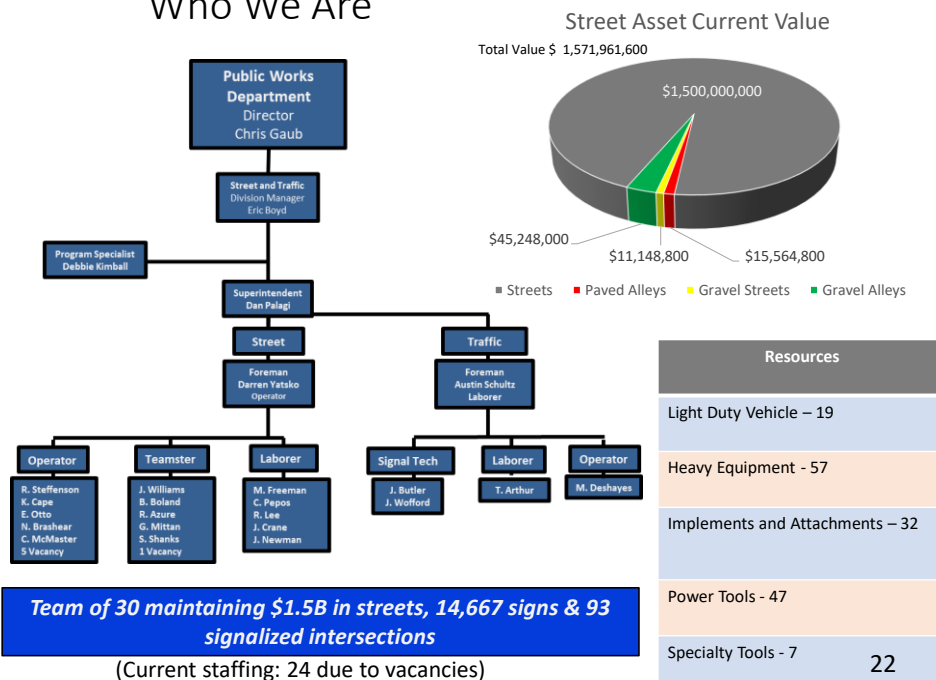 Who We Are
Public Works
Department
Director
Chris Gaub
Street and Traffic
Division Manager
Eric Boyd
Program Specialist
Debbie Kimball
Superintendent
Dan Palagi
Street
Traffic
Foreman
Darren Yatsko
Operator
Foreman
Austin Schultz
Laborer
Operator
Teamster
Laborer
Signal Tech
Laborer
Operator
R. Steffenson
K. Cape
E. Otto
N. Brashear
C. McMaster
5 Vacancy
J. Williams
B. Boland
R. Azure
G. Mittan
S. Shanks
1 Vacancy
M. Freeman
C. Pepos
R. Lee
J. Crane
J. Newman
J. Butler
J. Wofford
T. Arthur
M. Deshayes
Team of 30 maintaining $1.5B in streets, 14,667 signs & 93
signalized intersections
(Current staffing: 24 due to vacancies)
Street Asset Current Value
Total Value $ 1,571,961,600
$1,500,000,000
$45,248,000
$11,148,800
$15,564,800
Streets
Paved Alleys
Gravel Streets
Gravel Alleys
Resources
Light Duty Vehicle – 19
Heavy Equipment - 57
Implements and Attachments – 32
Power Tools - 47
Specialty Tools - 7
22